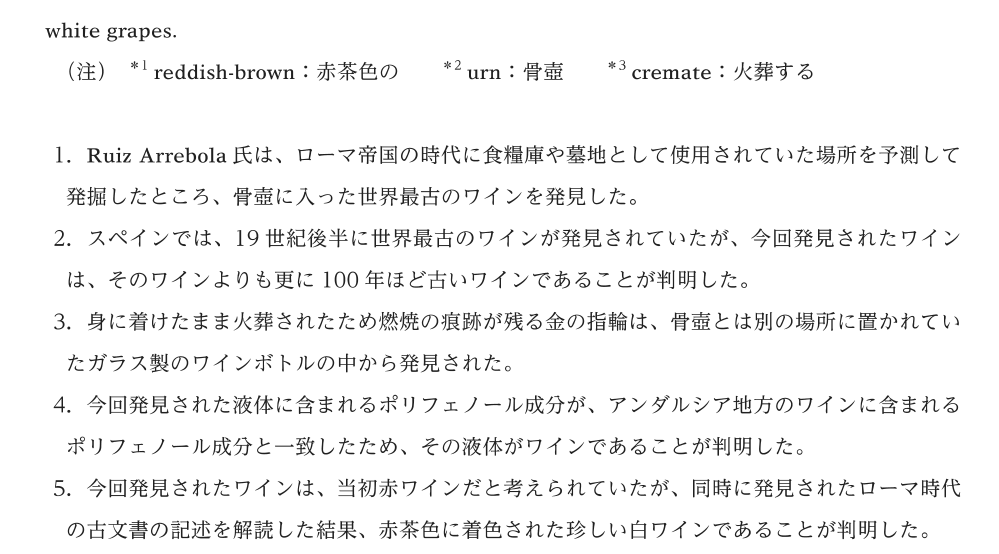 white grapes.
（注） *1 reddish-brown：赤茶色の　　*2 urn：骨壺　　*3 cremate：火葬する
1．Ruiz Arrebola 氏は、ローマ帝国の時代に食糧庫や墓地として使用されていた場所を予測して
発掘したところ、骨壺に入った世界最古のワインを発見した。
2．スペインでは、19 世紀後半に世界最古のワインが発見されていたが、今回発見されたワイン
は、そのワインよりも更に 100 年ほど古いワインであることが判明した。
3．身に着けたまま火葬されたため燃焼の痕跡が残る金の指輪は、骨壺とは別の場所に置かれてい
たガラス製のワインボトルの中から発見された。
4．今回発見された液体に含まれるポリフェノール成分が、アンダルシア地方のワインに含まれる
ポリフェノール成分と一致したため、その液体がワインであることが判明した。
5．今回発見されたワインは、当初赤ワインだと考えられていたが、同時に発見されたローマ時代
の古文書の記述を解読した結果、赤茶色に着色された珍しい白ワインであることが判明した。